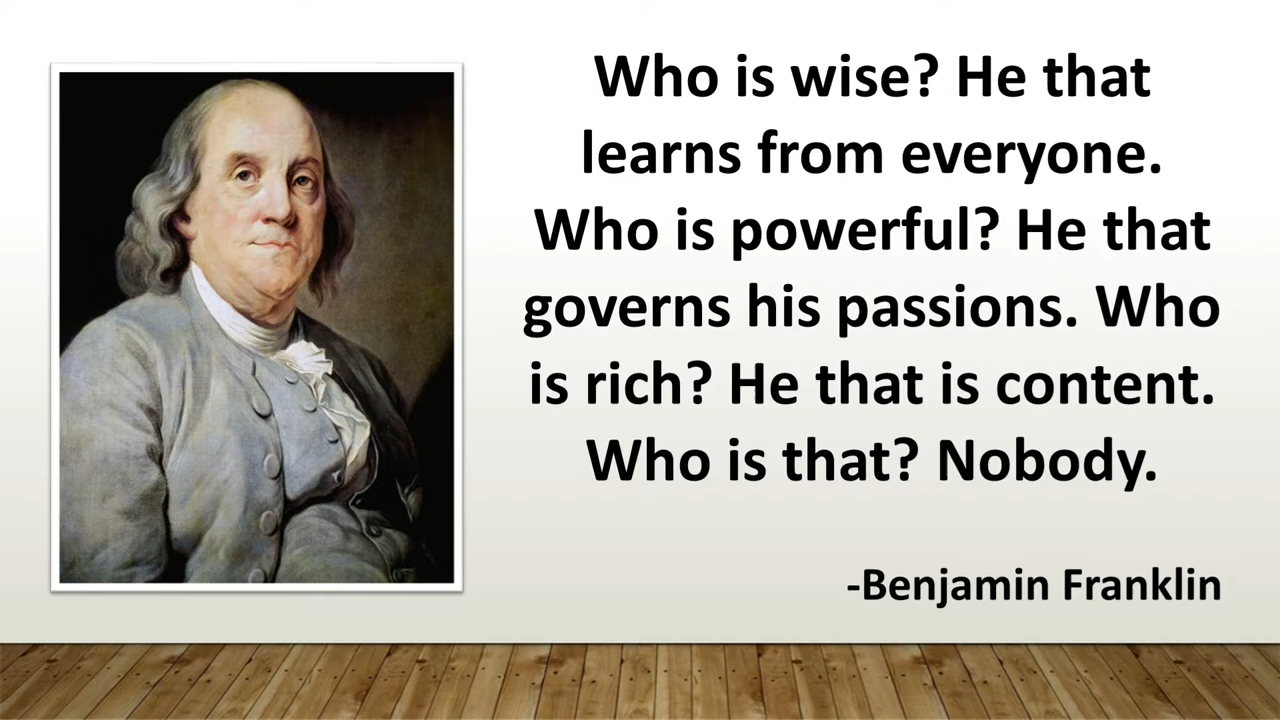 Who is wise? He that
learns from everyone.
Who is powerful? He that
governs his passions. Who
is rich? He that is content.
Who is that? Nobody.
-Benjamin Franklin